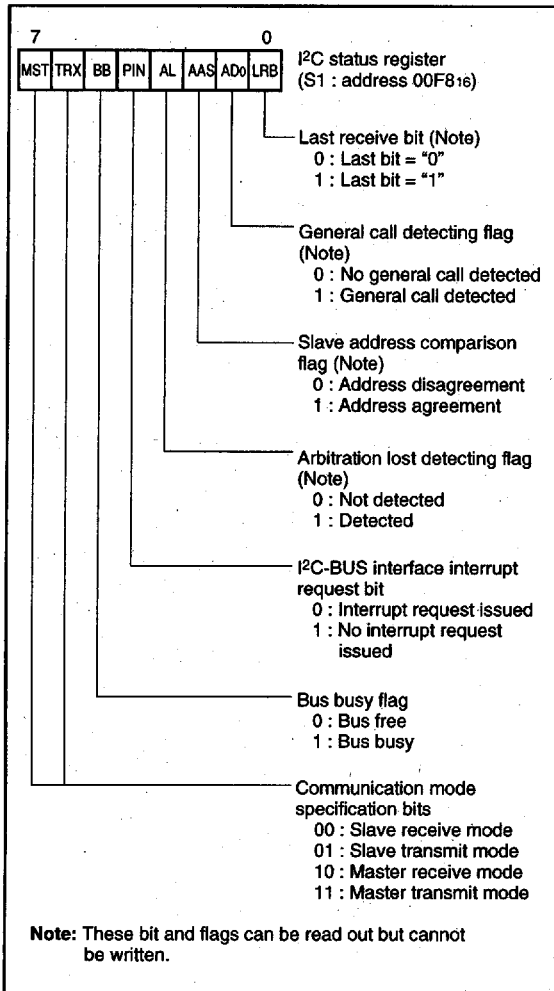 7 0
MST TRX BB PIN AL AAS AD0 LRB
I2C status register
(S1 : address 00F816)
Last receive bit (Note)
0 : Last bit = “0”
1 : Last bit = “1”
General call detecting flag
(Note)
0 : No general call detected
1 : General call detected
Slave address comparison
flag (Note)
0 : Address disagreement
1 : Address agreement
Arbitration lost detecting flag
(Note)
0 : Not detected
1 : Detected
I2C-BUS interface interrupt
request bit
0 : Interrupt request issued
1 : No interrupt request
issued
Bus busy flag
0 : Bus free
1 : Bus busy
Communication mode
specification bits
00 : Slave receive mode
01 : Slave transmit mode
10 : Master receive mode
11 : Master transmit mode
Note: These bit and flags can be read out but cannot
be written.